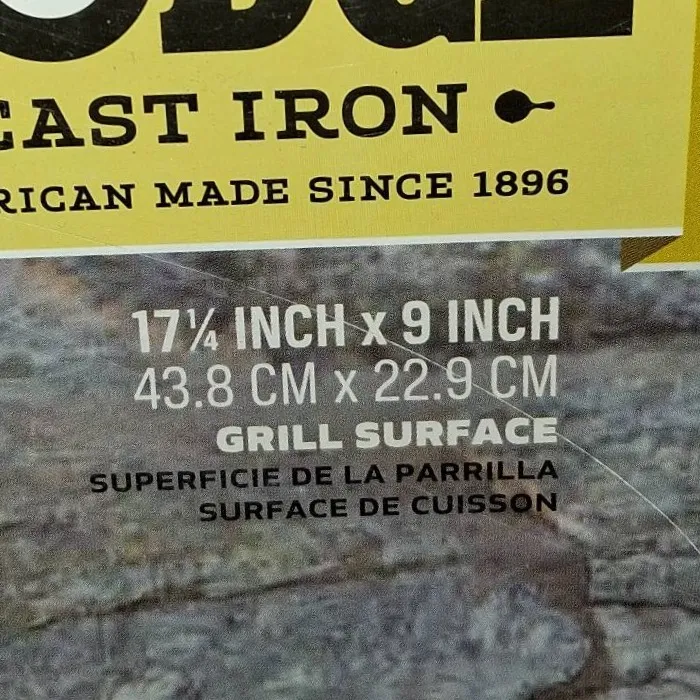 ODGE
CAST IRON
RICAN MADE SINCE 1896
17¼ INCH x 9 INCH
43.8 CM x 22.9 CM
GRILL SURFACE
SUPERFICIE DE LA PARRILLA
SURFACE DE CUISSON